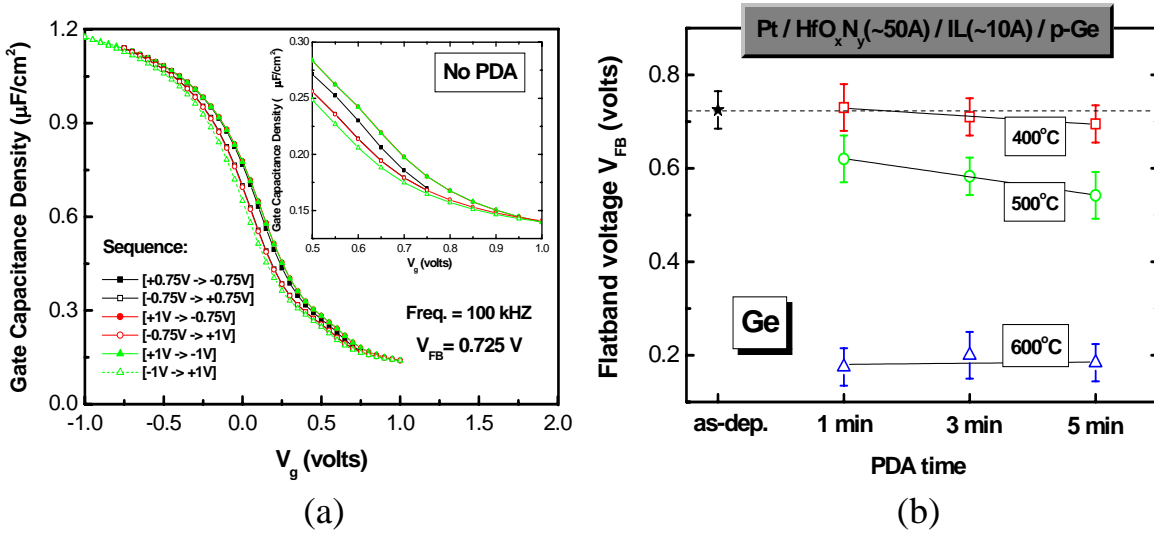 1.2
0.9
0.6
0.3
0.0
Gate Capacitance Density (μF/cm²)
-1.0 -0.5 0.0 0.5 1.0 1.5 2.0
V_g (volts)
Sequence:
[+0.75V -> -0.75V]
[-0.75V -> +0.75V]
[+1V -> -0.75V]
[-0.75V -> +1V]
[+1V -> -1V]
[-1V -> +1V]
No PDA
0.30
0.25
0.20
0.15
Gate Capacitance Density ( μF/cm²)
0.5 0.6 0.7 0.8 0.9 1.0
V_g (volts)
Freq. = 100 kHZ
V_FB= 0.725 V
(a)
Pt / HfO_xN_y(~50A) / IL(~10A) / p-Ge
0.8
0.6
0.4
0.2
Flatband voltage V_FB (volts)
400°C
500°C
Ge
600°C
as-dep. 1 min 3 min 5 min
PDA time
(b)